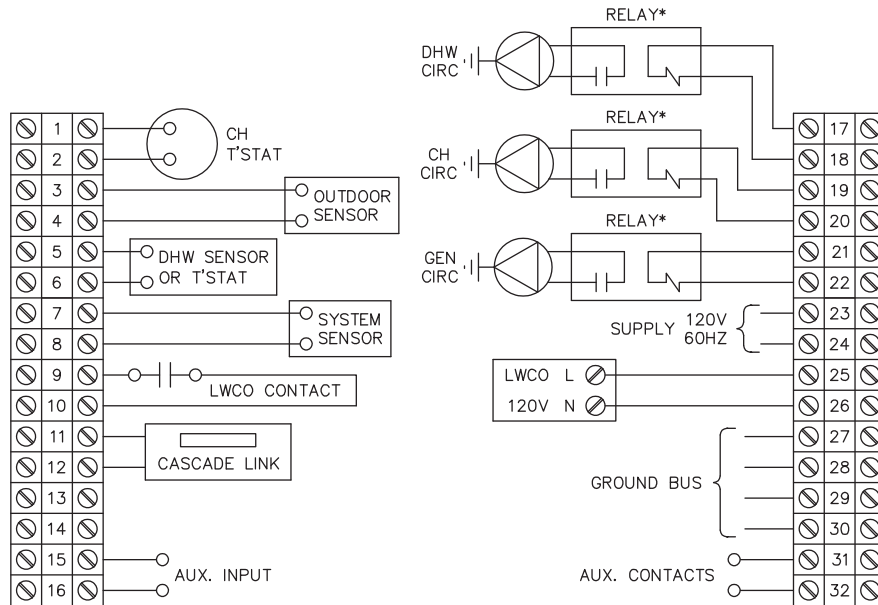 RELAY*
DHW
CIRC
1
CH
T'STAT
2
RELAY*
17
18
3
OUTDOOR
SENSOR
4
CH
CIRC
19
20
5
DHW SENSOR
OR T'STAT
6
RELAY*
GEN
CIRC
21
22
7
SYSTEM
SENSOR
8
SUPPLY 120V
60HZ
23
24
9
LWCO CONTACT
10
LWCO L
120V N
25
26
11
12
CASCADE LINK
27
28
13
14
GROUND BUS
29
30
15
16
AUX. INPUT
AUX. CONTACTS
31
32